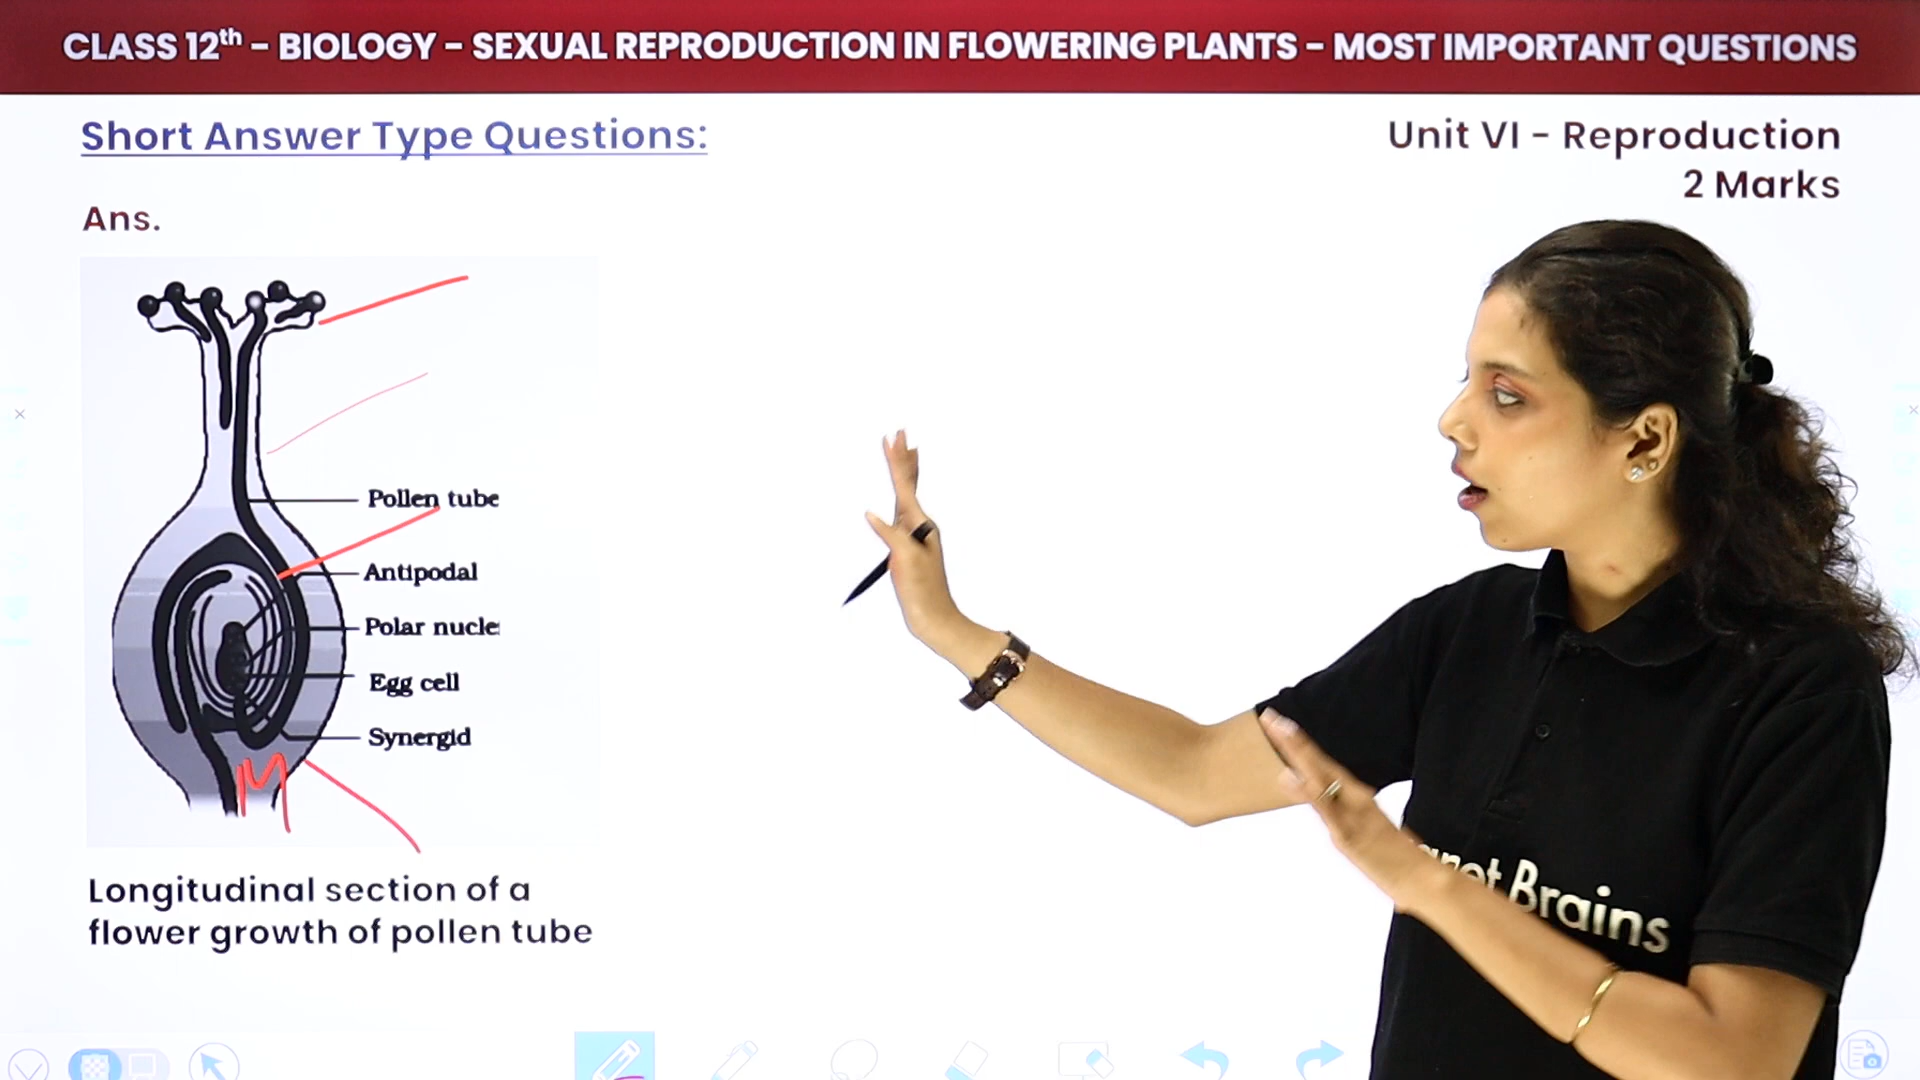 CLASS 12th - BIOLOGY - SEXUAL REPRODUCTION IN FLOWERING PLANTS - MOST IMPORTANT QUESTIONS
Short Answer Type Questions:
Unit VI - Reproduction
2 Marks
Ans.
Pollen tube
Antipodal
Polar nucle
Egg cell
Synergid
M
Longitudinal section of a
flower growth of pollen tube
Brains